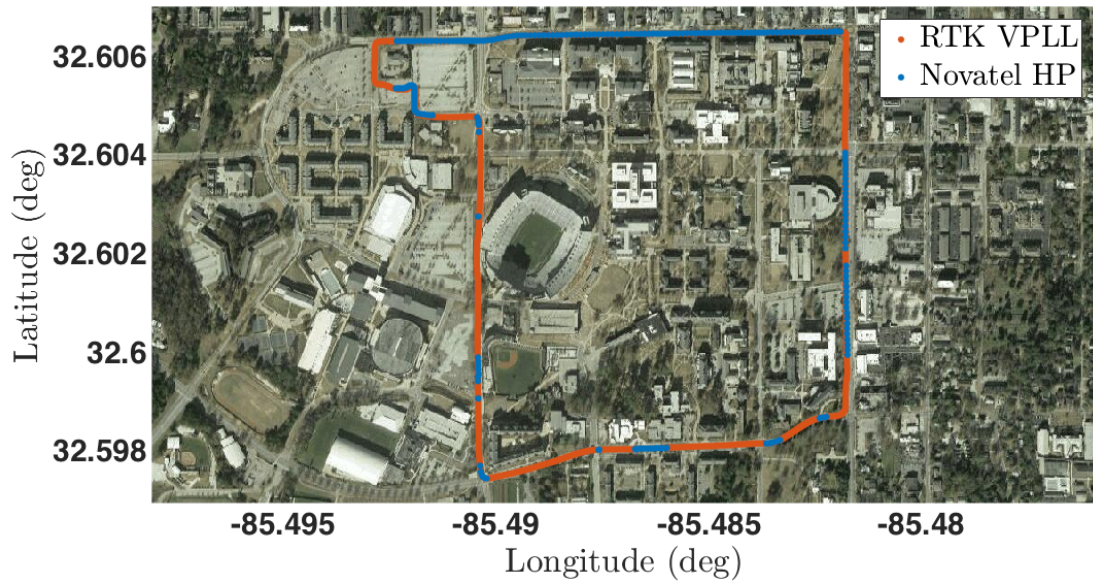 RTK VPLL
Novatel HP
32.606
32.604
32.602
32.6
32.598
Latitude (deg)
-85.495
-85.49
-85.485
-85.48
Longitude (deg)